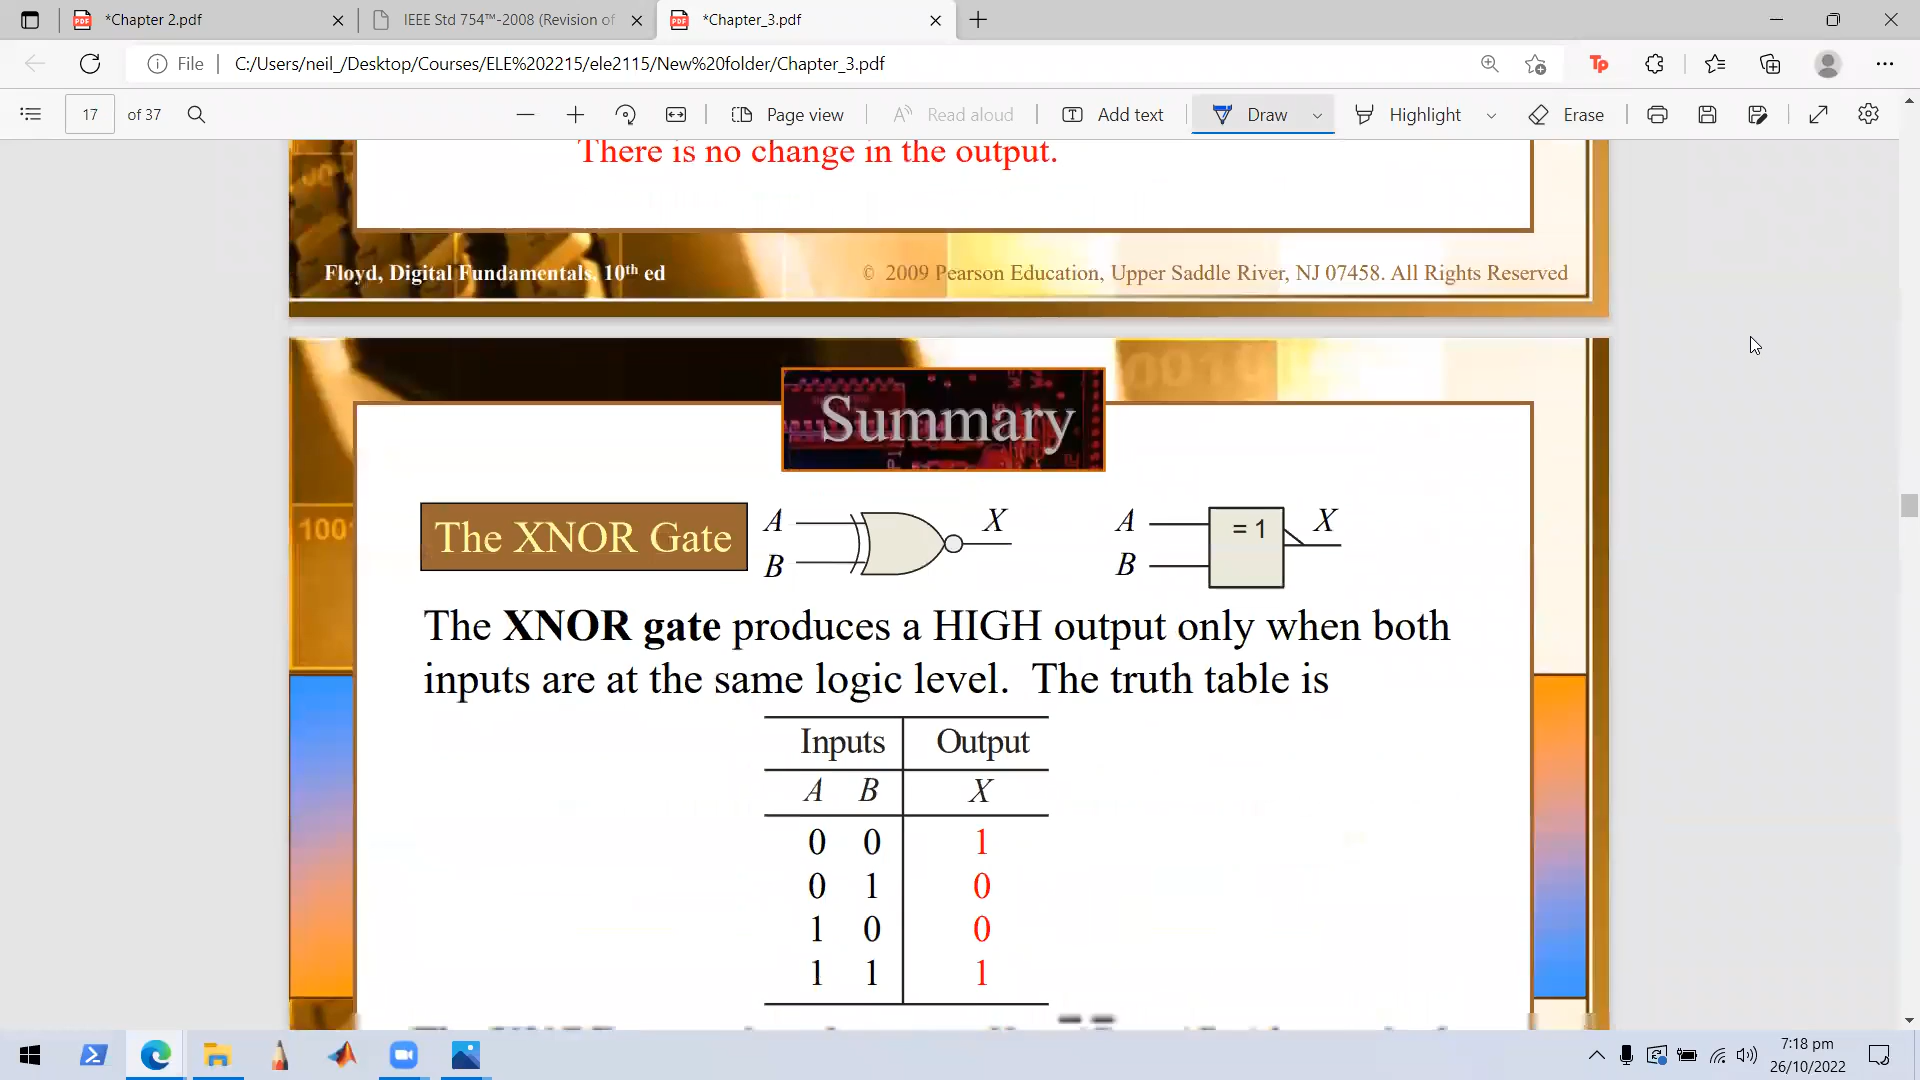 *Chapter 2.pdf
IEEE Std 754™-2008 (Revision of
*Chapter_3.pdf
File
C:/Users/neil_/Desktop/Courses/ELE%202215/ele2115/New%20folder/Chapter_3.pdf
17 of 37
Page view
Read aloud
Add text
Draw
Highlight
Erase
There is no change in the output.
Floyd, Digital Fundamentals, 10th ed
© 2009 Pearson Education, Upper Saddle River, NJ 07458. All Rights Reserved
Summary
The XNOR Gate
A X
B
A = 1 X
B
The XNOR gate produces a HIGH output only when both
inputs are at the same logic level. The truth table is
Inputs Output
A B X
0 0 1
0 1 0
1 0 0
1 1 1
7:18 pm
26/10/2022